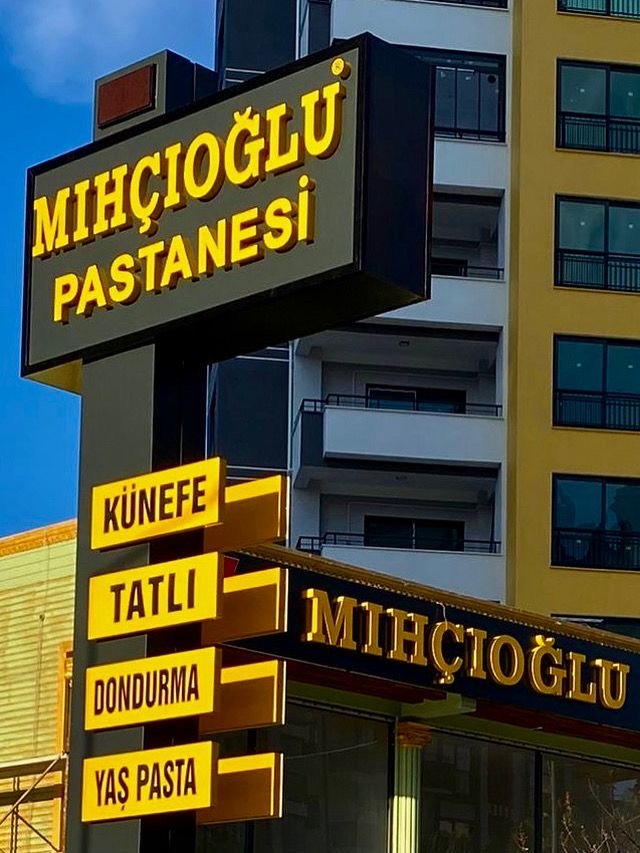 MIHÇIOĞLU®
PASTANESİ
KÜNEFE
TATLI
DONDURMA
YAŞ PASTA
MIHÇIOĞLU